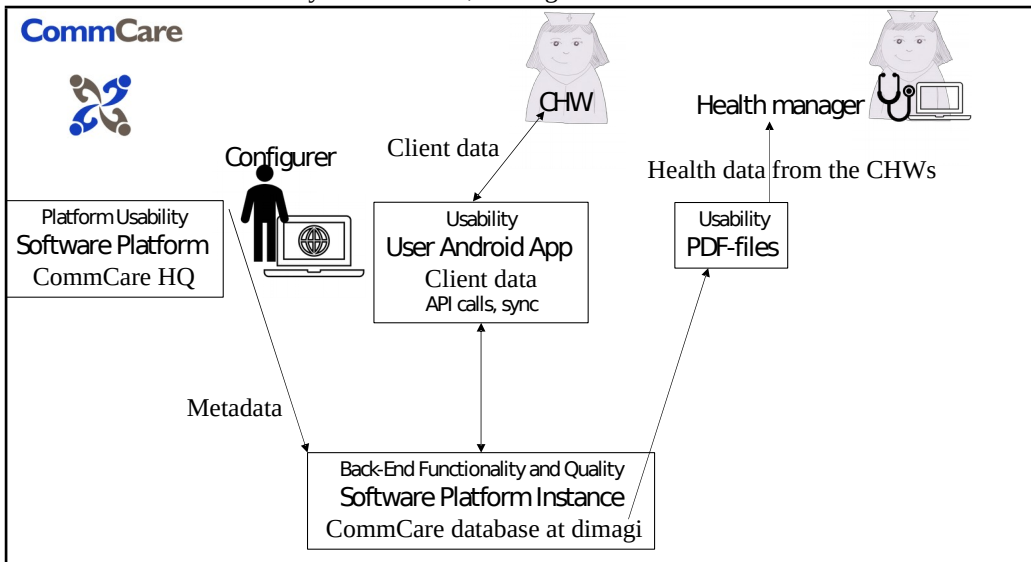 CommCare
CHW
Health manager
Client data
Configurer
Health data from the CHWs
Platform Usability
Software Platform
CommCare HQ
Usability
User Android App
Client data
API calls, sync
Usability
PDF-files
Metadata
Back-End Functionality and Quality
Software Platform Instance
CommCare database at dimagi